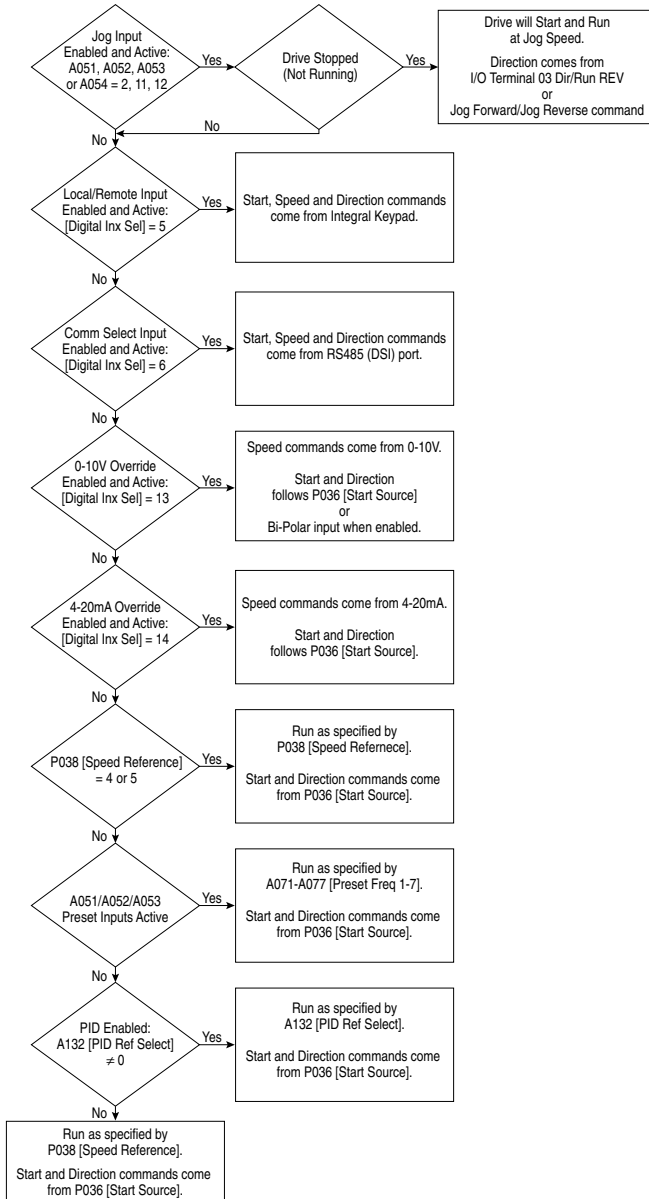 Jog Input
Enabled and Active:
A051, A052, A053
or A054 = 2, 11, 12
Yes
Drive Stopped
(Not Running)
Yes
Drive will Start and Run
at Jog Speed.
Direction comes from
I/O Terminal 03 Dir/Run REV
or
Jog Forward/Jog Reverse command
No
No
Local/Remote Input
Enabled and Active:
[Digital Inx Sel] = 5
Yes
Start, Speed and Direction commands
come from Integral Keypad.
No
Comm Select Input
Enabled and Active:
[Digital Inx Sel] = 6
Yes
Start, Speed and Direction commands
come from RS485 (DSI) port.
No
0-10V Override
Enabled and Active:
[Digital Inx Sel] = 13
Yes
Speed commands come from 0-10V.
Start and Direction
follows P036 [Start Source]
or
Bi-Polar input when enabled.
No
4-20mA Override
Enabled and Active:
[Digital Inx Sel] = 14
Yes
Speed commands come from 4-20mA.
Start and Direction
follows P036 [Start Source].
No
P038 [Speed Reference]
= 4 or 5
Yes
Run as specified by
P038 [Speed Refernece].
Start and Direction commands come
from P036 [Start Source].
No
A051/A052/A053
Preset Inputs Active
Yes
Run as specified by
A071-A077 [Preset Freq 1-7].
Start and Direction commands come
from P036 [Start Source].
No
PID Enabled:
A132 [PID Ref Select]
≠ 0
Yes
Run as specified by
A132 [PID Ref Select].
Start and Direction commands come
from P036 [Start Source].
No
Run as specified by
P038 [Speed Reference].
Start and Direction commands come
from P036 [Start Source].